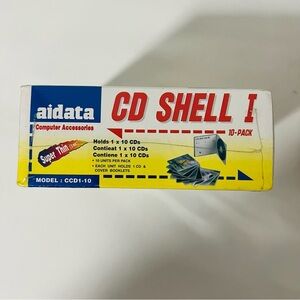 aidata
Computer Accessories
CD SHELL I
10-PACK
Super Thin
Holds 1 x 10 CDs
Contient 1 x 10 CDs
Contiene 1 x 10 CDs
• 10 UNITS PER PACK
• EACH UNIT HOLDS 1 CD &
COVER BOOKLETS
MODEL : CCD1-10